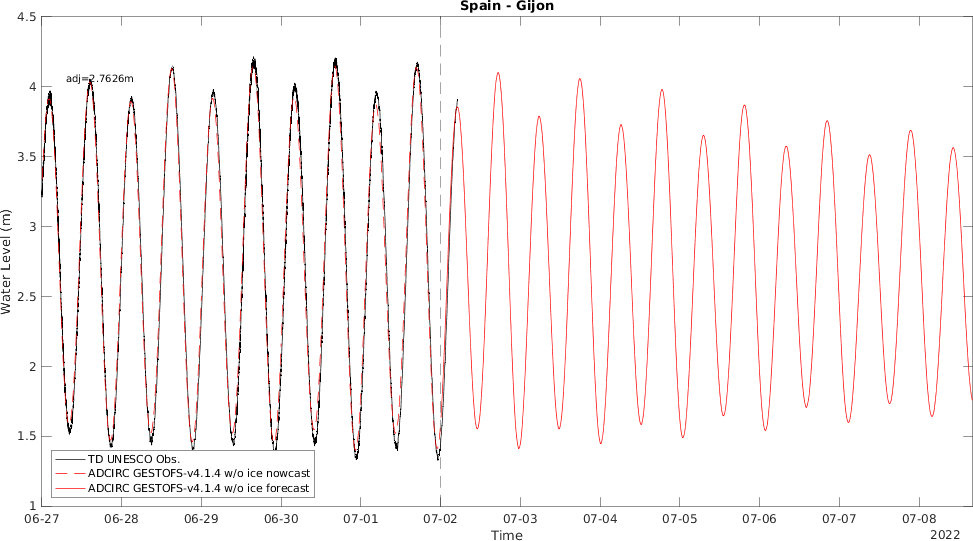 Spain - Gijon
4.5
4
3.5
3
2.5
2
1.5
1
Water Level (m)
adj=2.7626m
TD UNESCO Obs.
ADCIRC GESTOFS-v4.1.4 w/o ice nowcast
ADCIRC GESTOFS-v4.1.4 w/o ice forecast
06-27 06-28 06-29 06-30 07-01 07-02 07-03 07-04 07-05 07-06 07-07 07-08
Time
2022